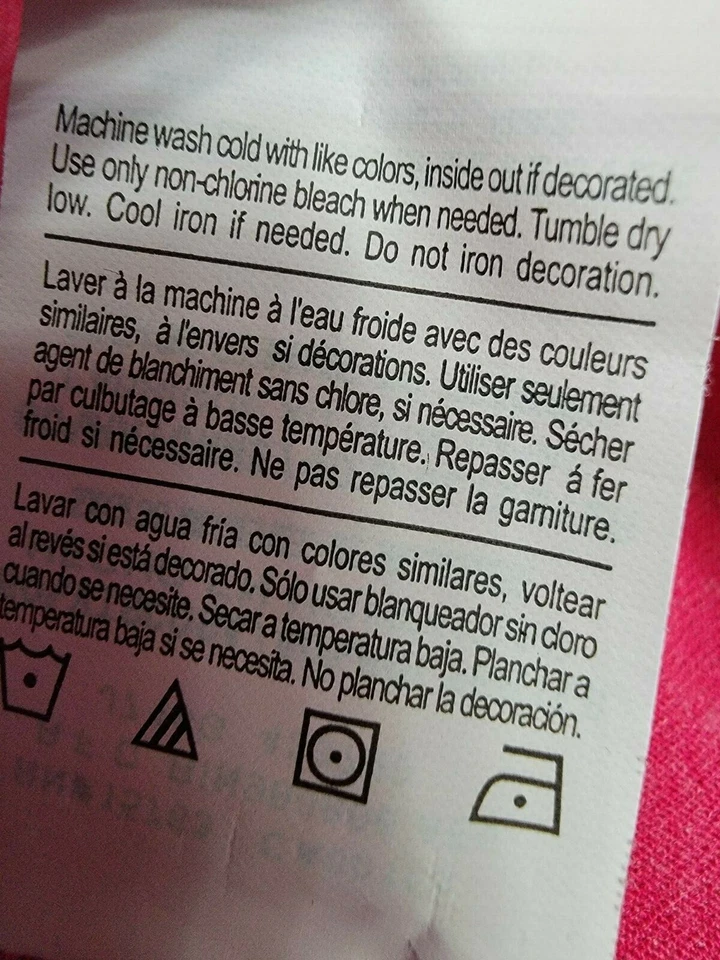 Machine wash cold with like colors, inside out if decorated.
Use only non-chlorine bleach when needed. Tumble dry
low. Cool iron if needed. Do not iron decoration.
Laver à la machine à l'eau froide avec des couleurs
similaires, à l'envers si décorations. Utiliser seulement
agent de blanchiment sans chlore, si nécessaire. Sécher
par culbutage à basse température. Repasser á fer
froid si nécessaire. Ne pas repasser la garniture.
Lavar con agua fría con colores similares, voltear
al revés si está decorado. Sólo usar blanqueador sin cloro
cuando se necesite. Secar a temperatura baja. Planchar a
temperatura baja si se necesita. No planchar la decoración.